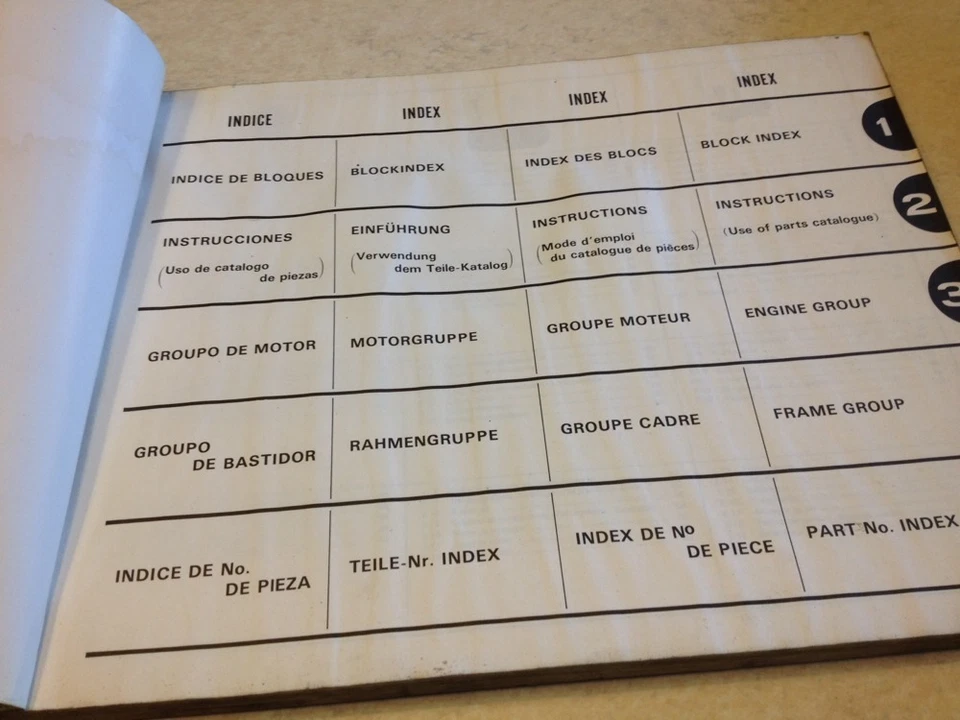 INDICE INDEX INDEX INDEX
INDICE DE BLOQUES
BLOCKINDEX
INDEX DES BLOCS
BLOCK INDEX
1
INSTRUCCIONES
(Uso de catalogo
de piezas)
EINFÜHRUNG
(Verwendung
dem Teile-Katalog)
INSTRUCTIONS
(Mode d'emploi
du catalogue de pièces)
INSTRUCTIONS
(Use of parts catalogue)
2
GROUPO DE MOTOR
MOTORGRUPPE
GROUPE MOTEUR
ENGINE GROUP
3
GROUPO
DE BASTIDOR
RAHMENGRUPPE
GROUPE CADRE
FRAME GROUP
INDICE DE No.
DE PIEZA
TEILE-Nr. INDEX
INDEX DE No
DE PIECE
PART No. INDEX